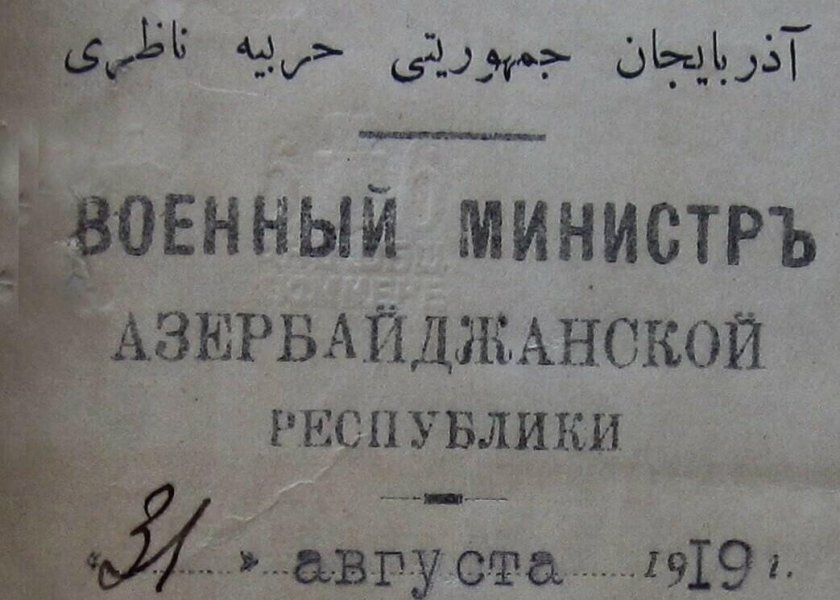 آذربایجان جمهوریتی حربیه ناظری
ВОЕННЫЙ МИНИСТРЪ
АЗЕРБАЙДЖАНСКОЙ
РЕСПУБЛИКИ
"31" августа 1919 г.